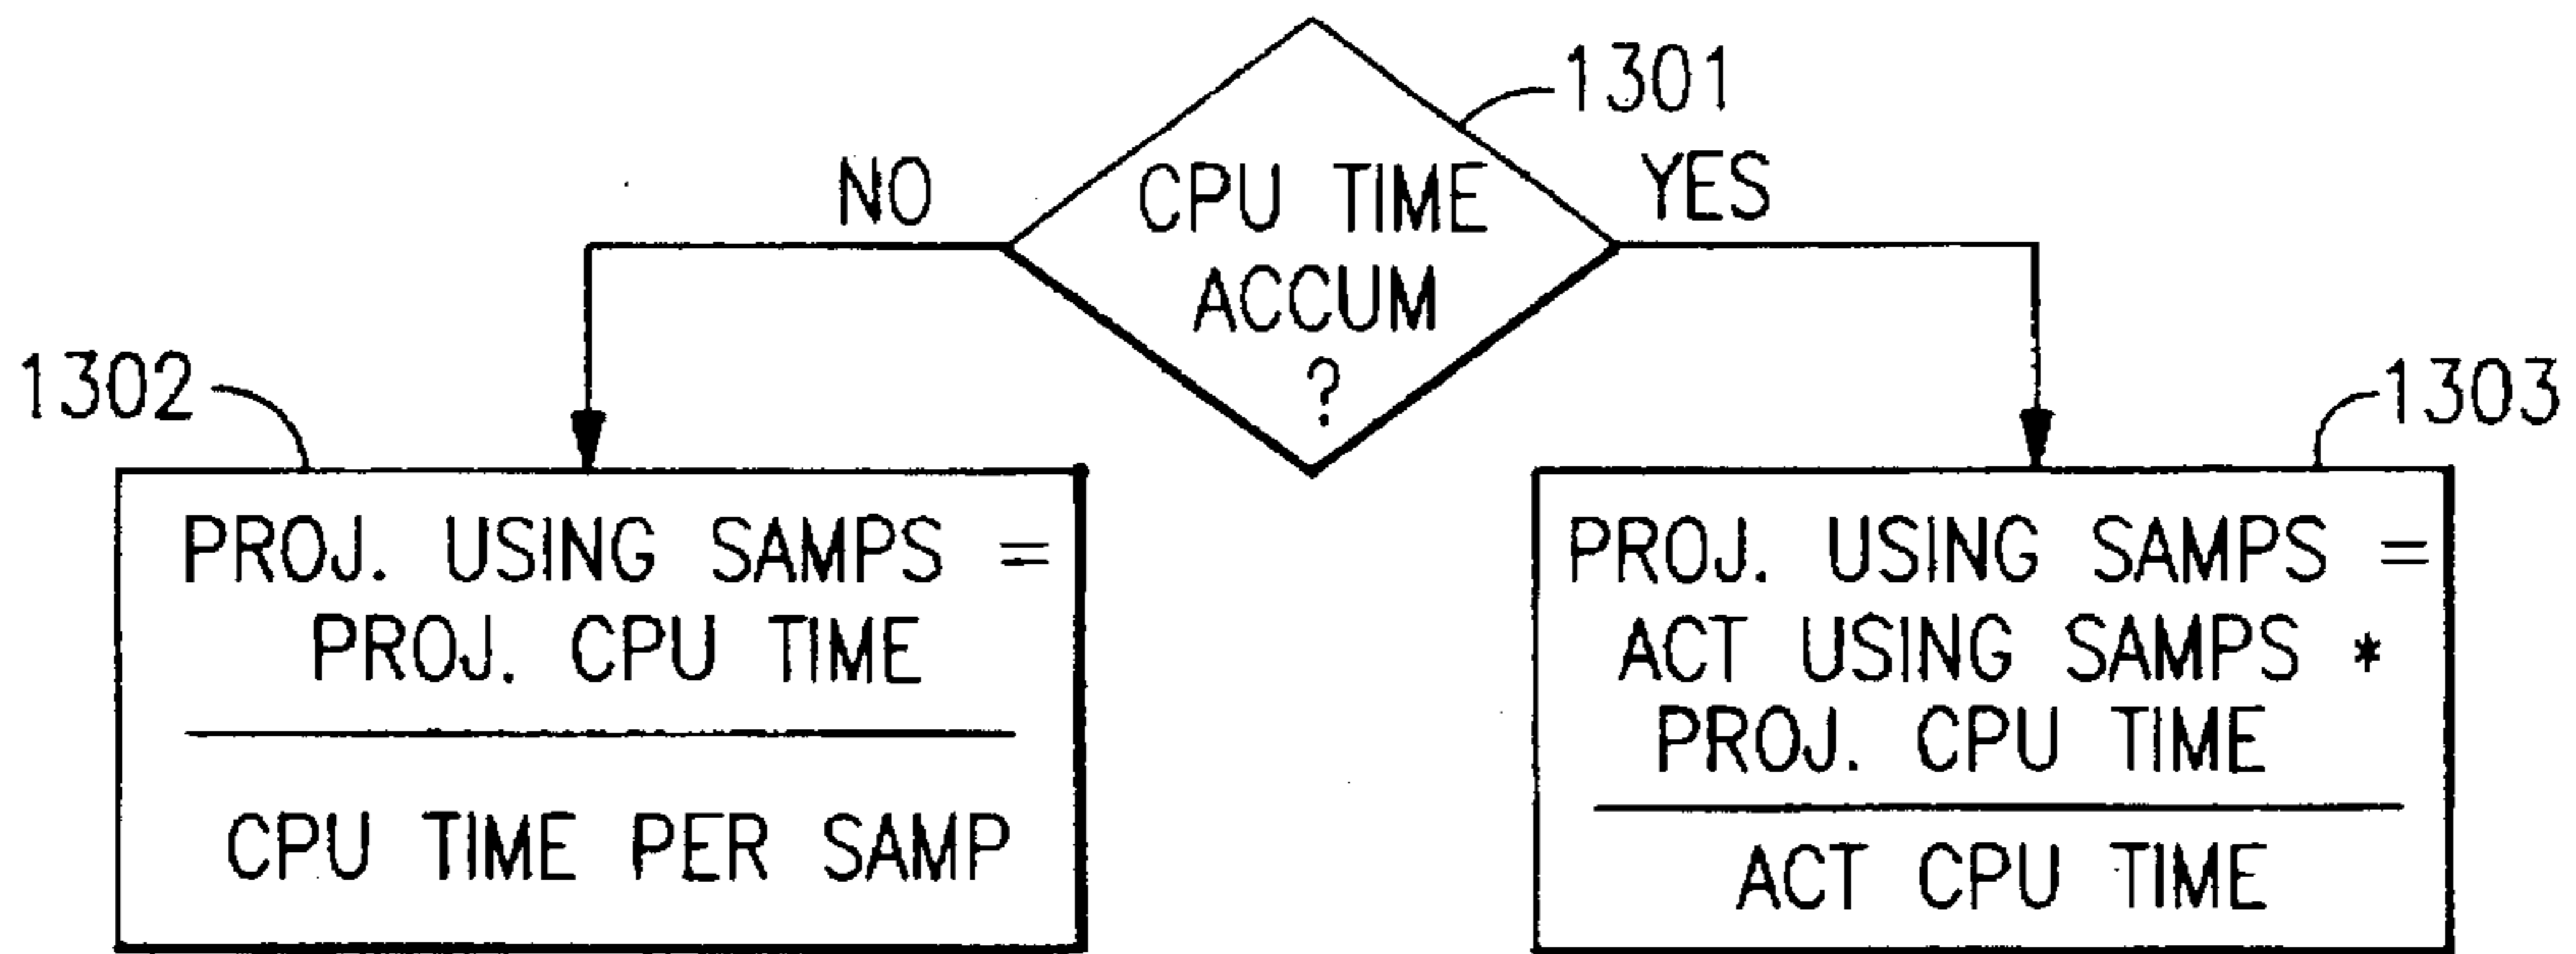 1301
NO
CPU TIME
ACCUM
?
YES
1302
PROJ. USING SAMPS =
PROJ. CPU TIME
CPU TIME PER SAMP
1303
PROJ. USING SAMPS =
ACT USING SAMPS *
PROJ. CPU TIME
ACT CPU TIME